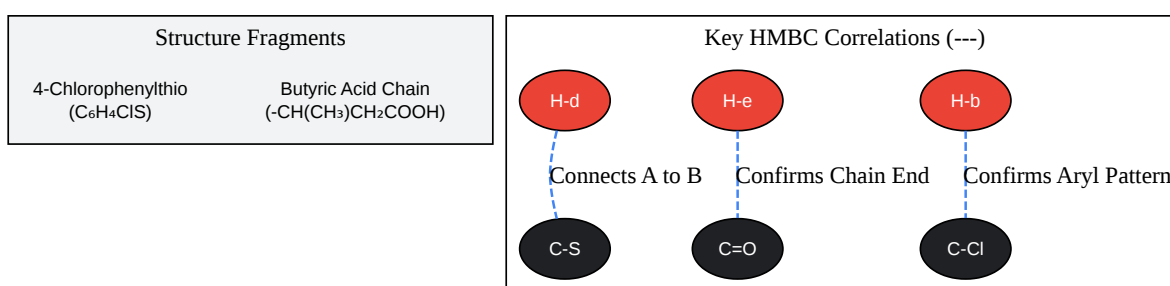 Structure Fragments
4-Chlorophenylthio
(C₆H₄ClS)
Butyric Acid Chain
(-CH(CH₃)CH₂COOH)
Key HMBC Correlations (---)
H-d
H-e
H-b
Connects A to B
Confirms Chain End
Confirms Aryl Pattern
C-S
C=O
C-Cl